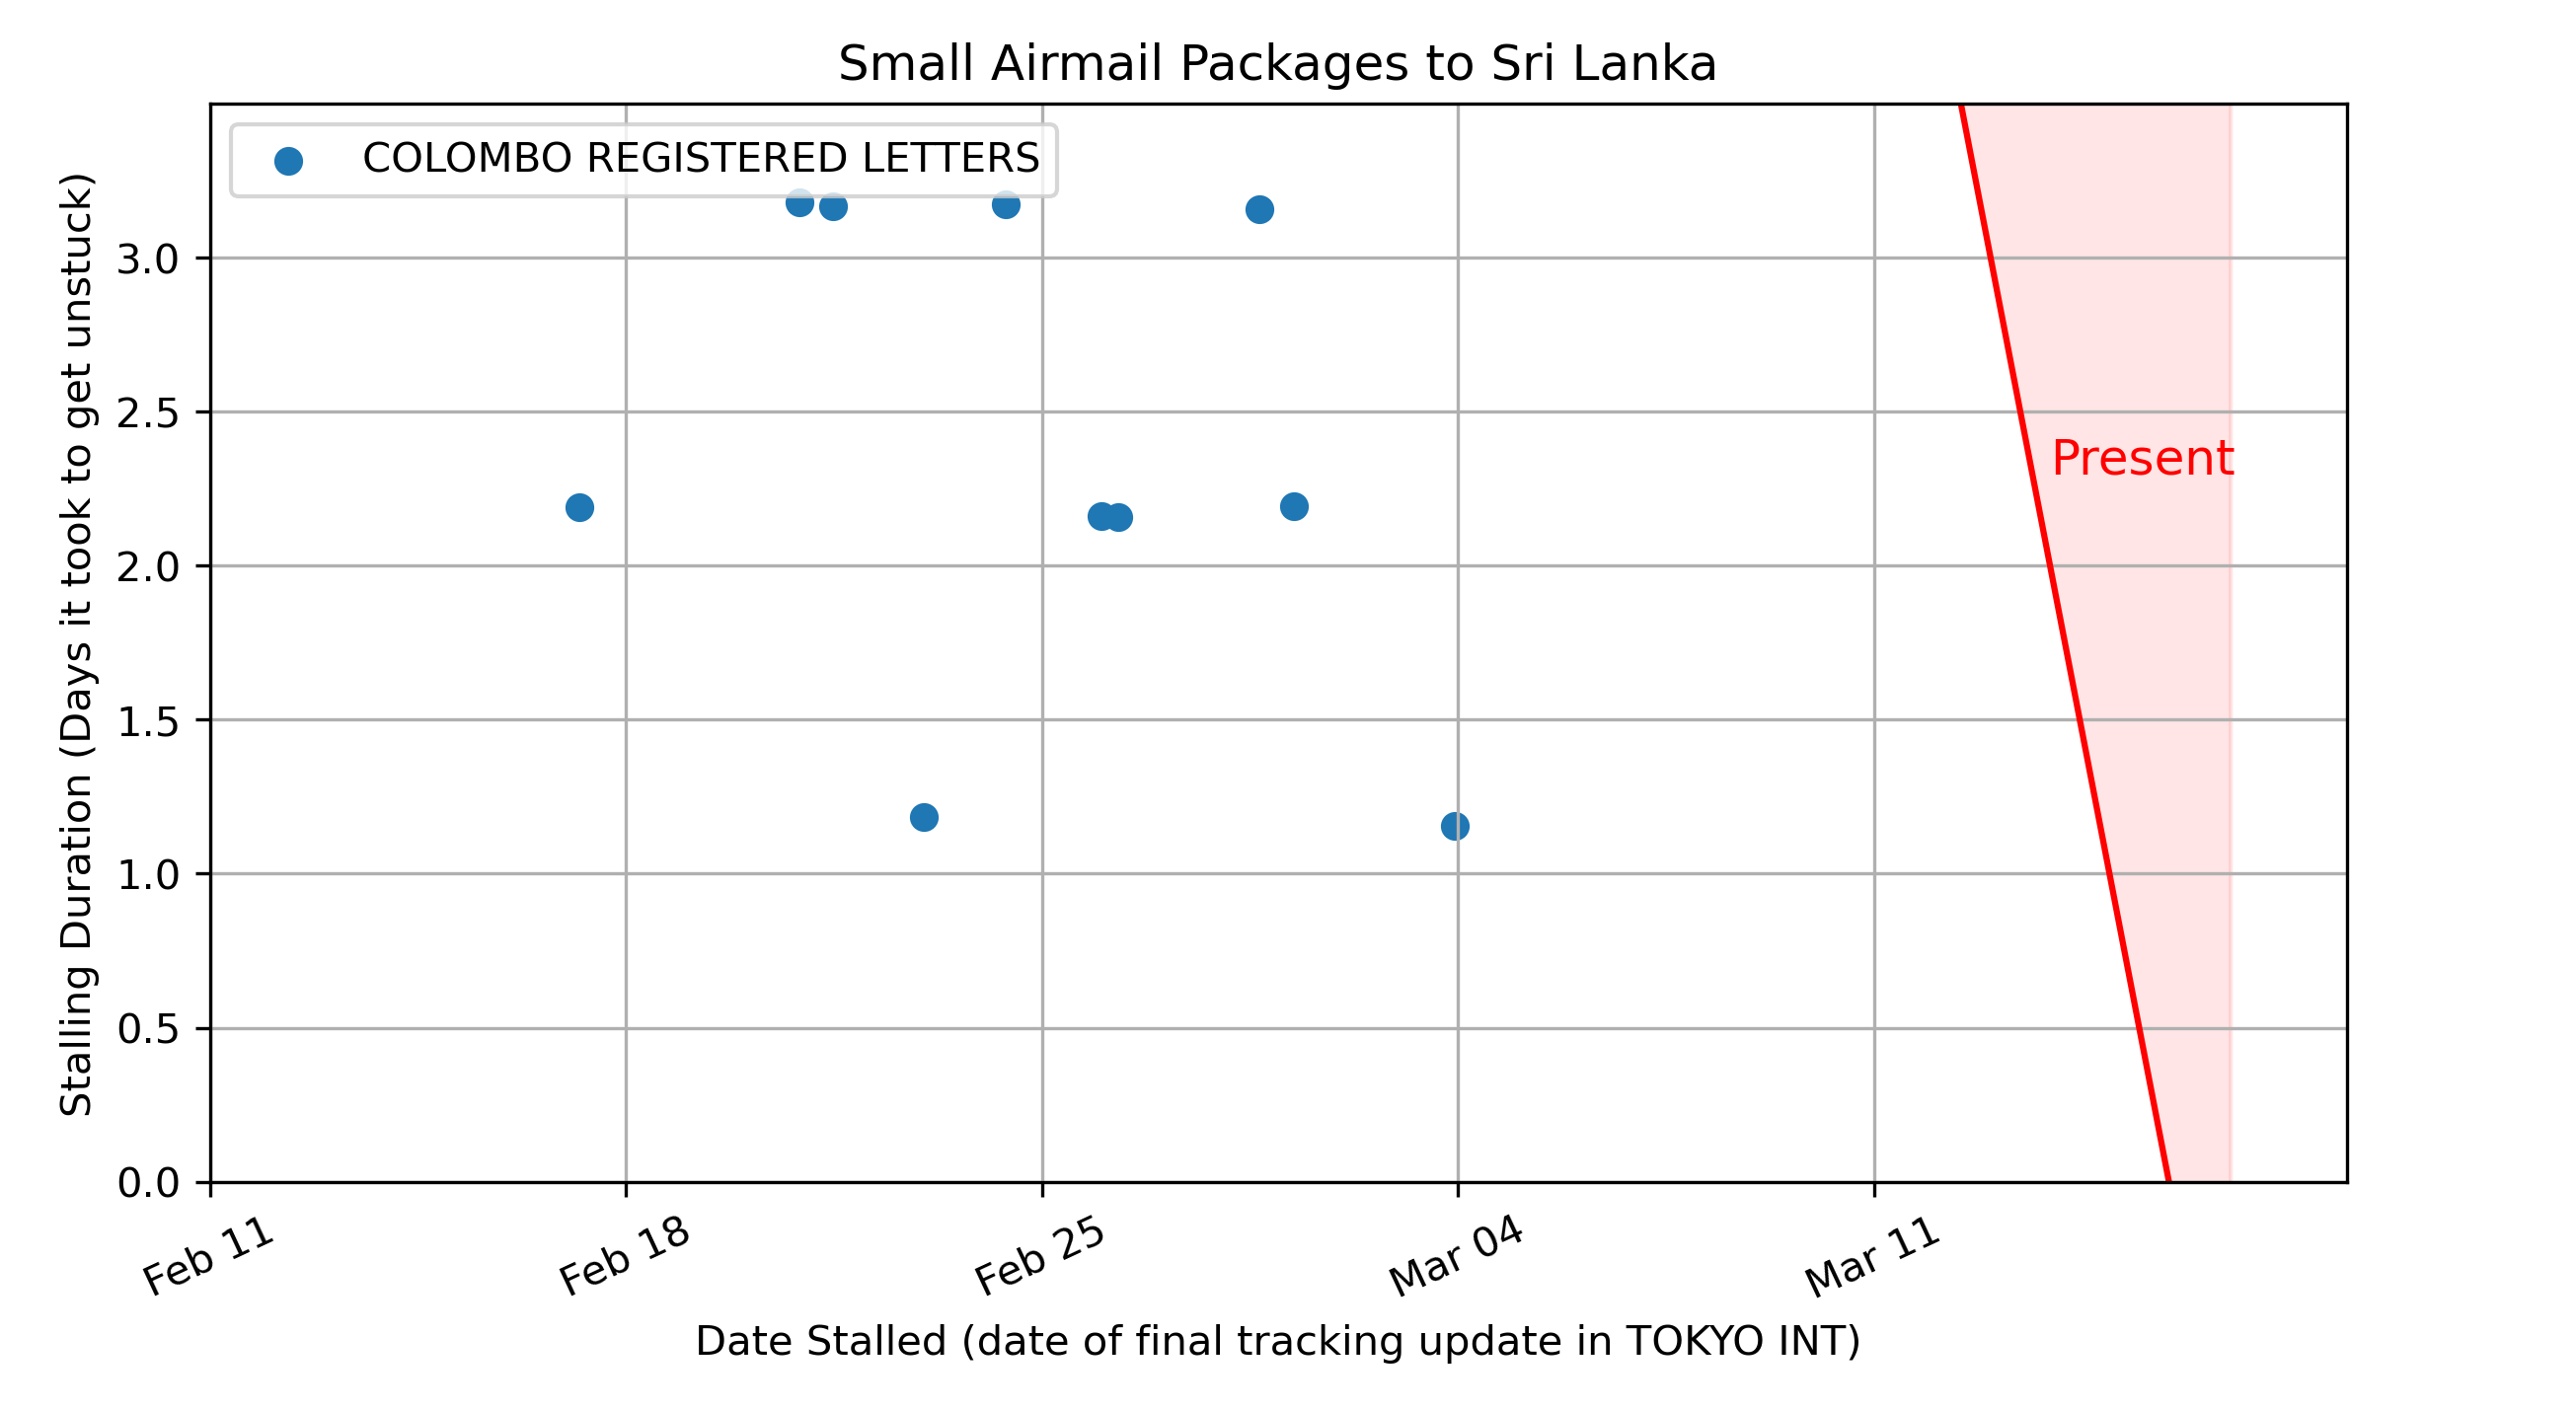 Small Airmail Packages to Sri Lanka
COLOMBO REGISTERED LETTERS
Stalling Duration (Days it took to get unstuck)
3.0
2.5
2.0
1.5
1.0
0.5
0.0
Present
Feb 11
Feb 18
Feb 25
Mar 04
Mar 11
Date Stalled (date of final tracking update in TOKYO INT)